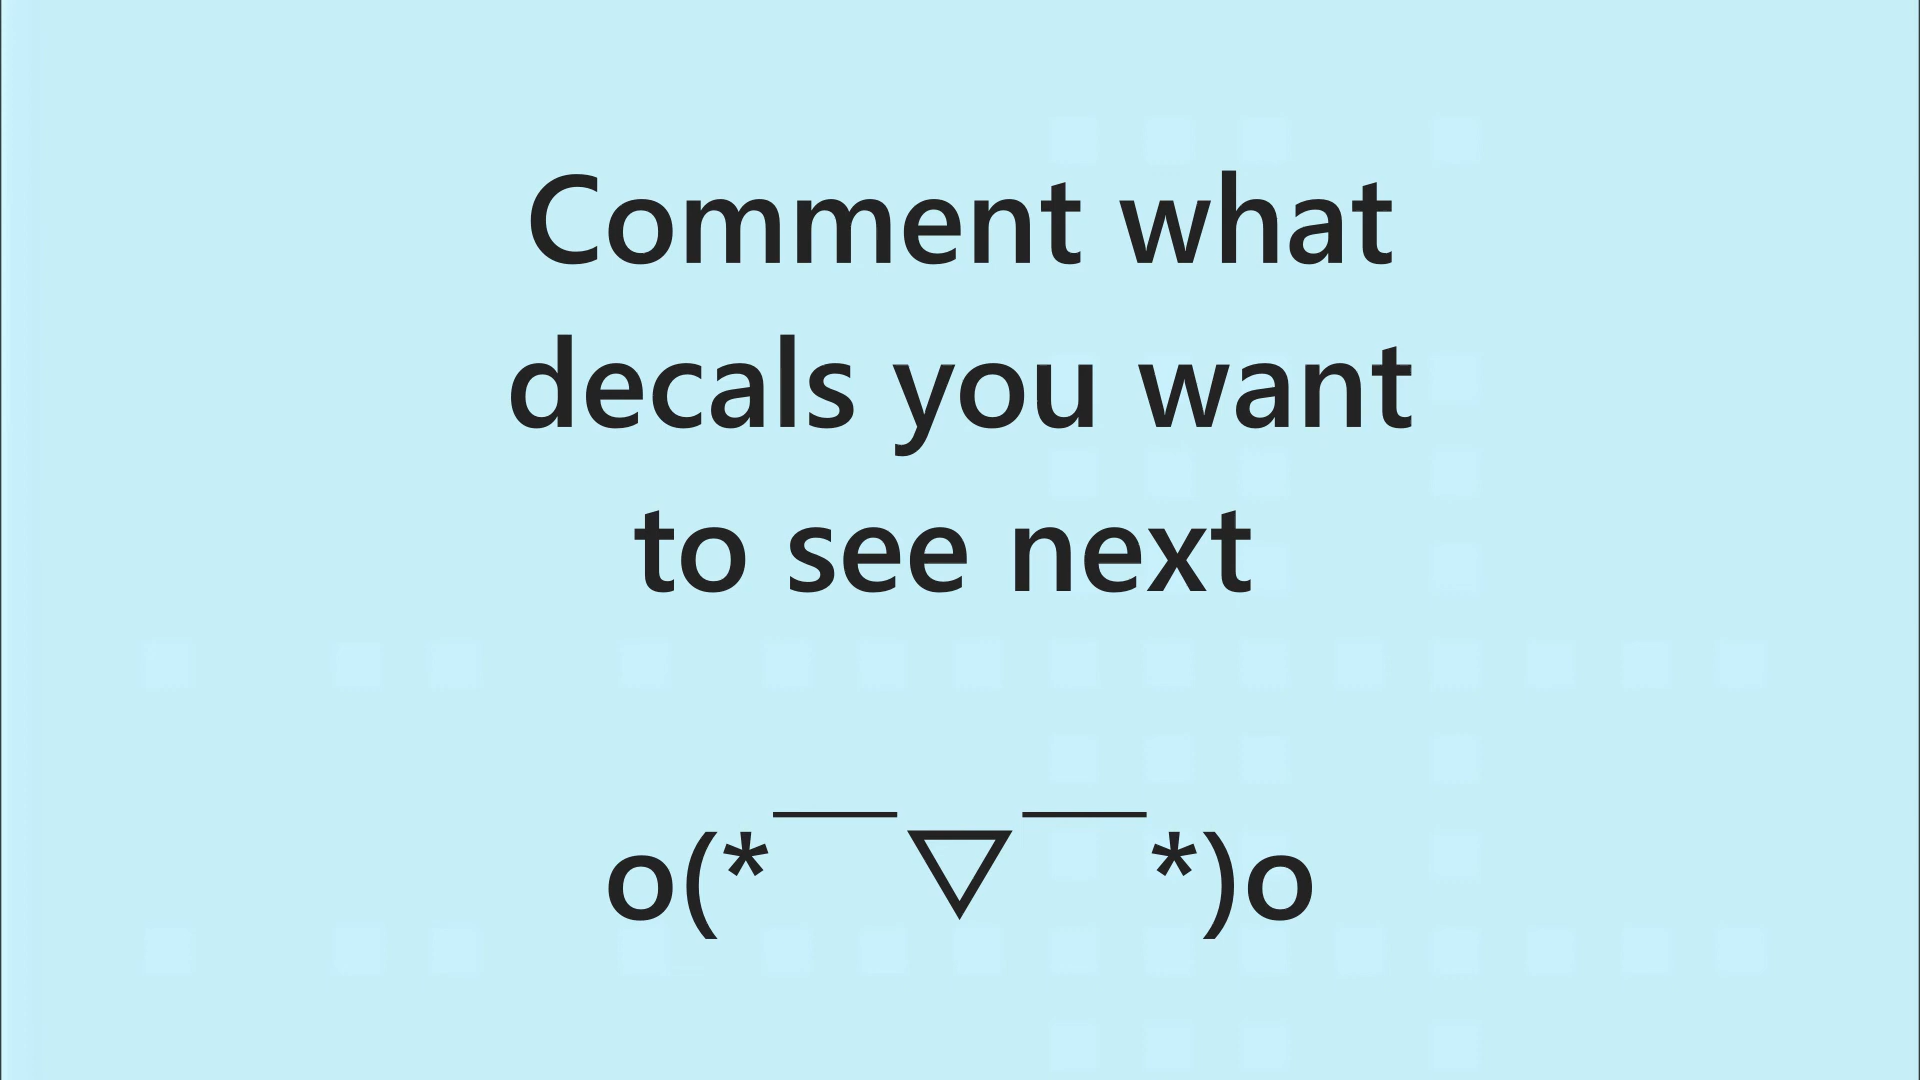 Comment what
decals you want
to see next
o(*￣▽￣*)o